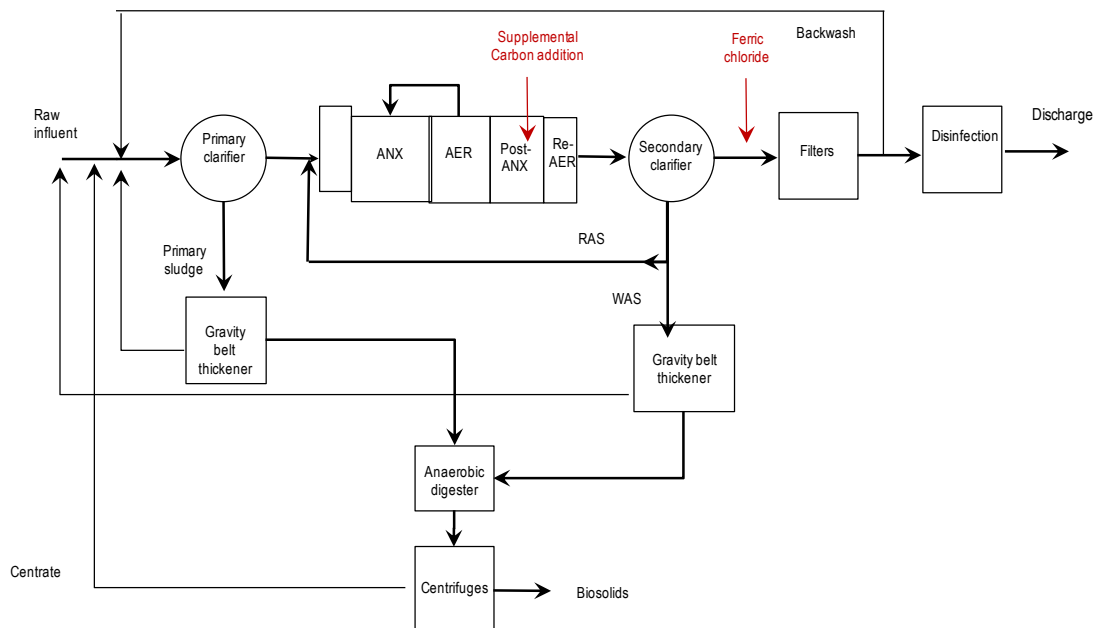 Supplemental
Carbon addition
Ferric
chloride
Backwash
Raw
influent
Primary
clarifier
ANX
AER
Post-
ANX
Re-
AER
Secondary
clarifier
Filters
Disinfection
Discharge
RAS
Primary
sludge
WAS
Gravity
belt
thickener
Gravity belt
thickener
Anaerobic
digester
Centrate
Centrifuges
Biosolids